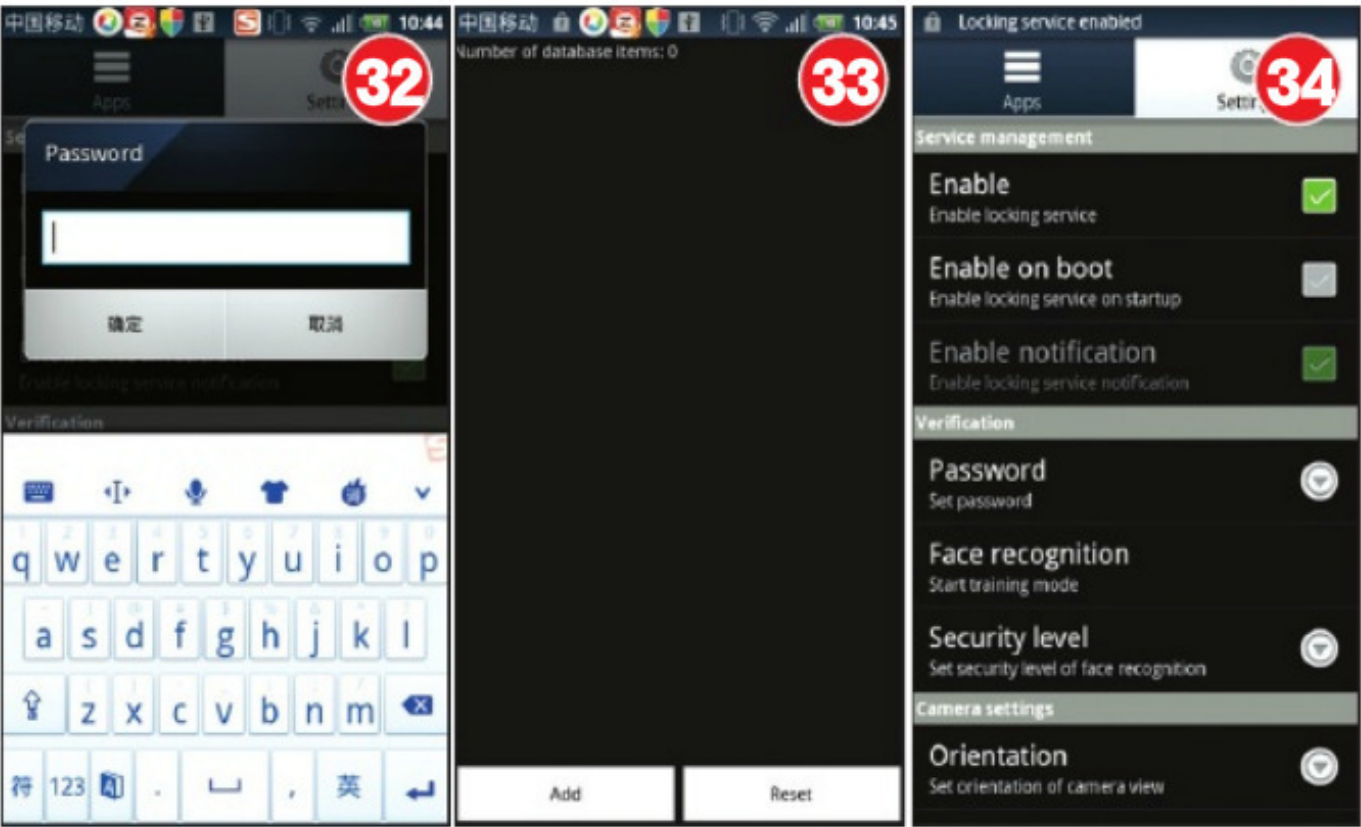 中国移动 10:44
32
Apps
Setti
Se
Password
确定 取消
Enable locking service notification
Verification
q w e r t y u i o p
a s d f g h j k l
z x c v b n m
符 123 . , 英
中国移动 10:45
33
Number of database items: 0
Add Reset
Locking service enabled
34
Apps
Setting
Service management
Enable
Enable locking service
Enable on boot
Enable locking service on startup
Enable notification
Enable locking service notification
Verification
Password
Set password
Face recognition
Start training mode
Security level
Set security level of face recognition
Camera settings
Orientation
Set orientation of camera view